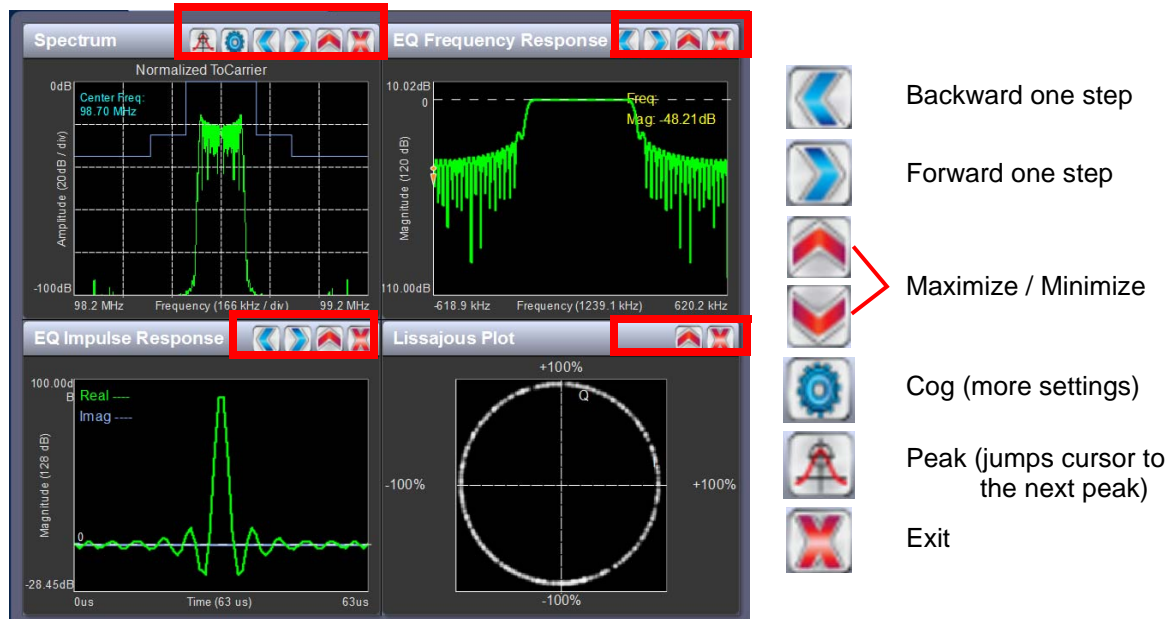 Spectrum
Normalized ToCarrier
0dB
Center Freq:
98.70 MHz
Amplitude (20dB / div)
-100dB
98.2 MHz Frequency (166 kHz / div) 99.2 MHz
EQ Frequency Response
10.02dB
0
Freq:
Mag: -48.21dB
Magnitude (120 dB)
110.00dB
-618.9 kHz Frequency (1239.1 kHz) 620.2 kHz
EQ Impulse Response
100.00d
B
Real ----
Imag ----
Magnitude (128 dB)
0
-28.45dB
0us Time (63 us) 63us
Lissajous Plot
+100%
Q
-100% +100%
-100%
Backward one step
Forward one step
Maximize / Minimize
Cog (more settings)
Peak (jumps cursor to
the next peak)
Exit